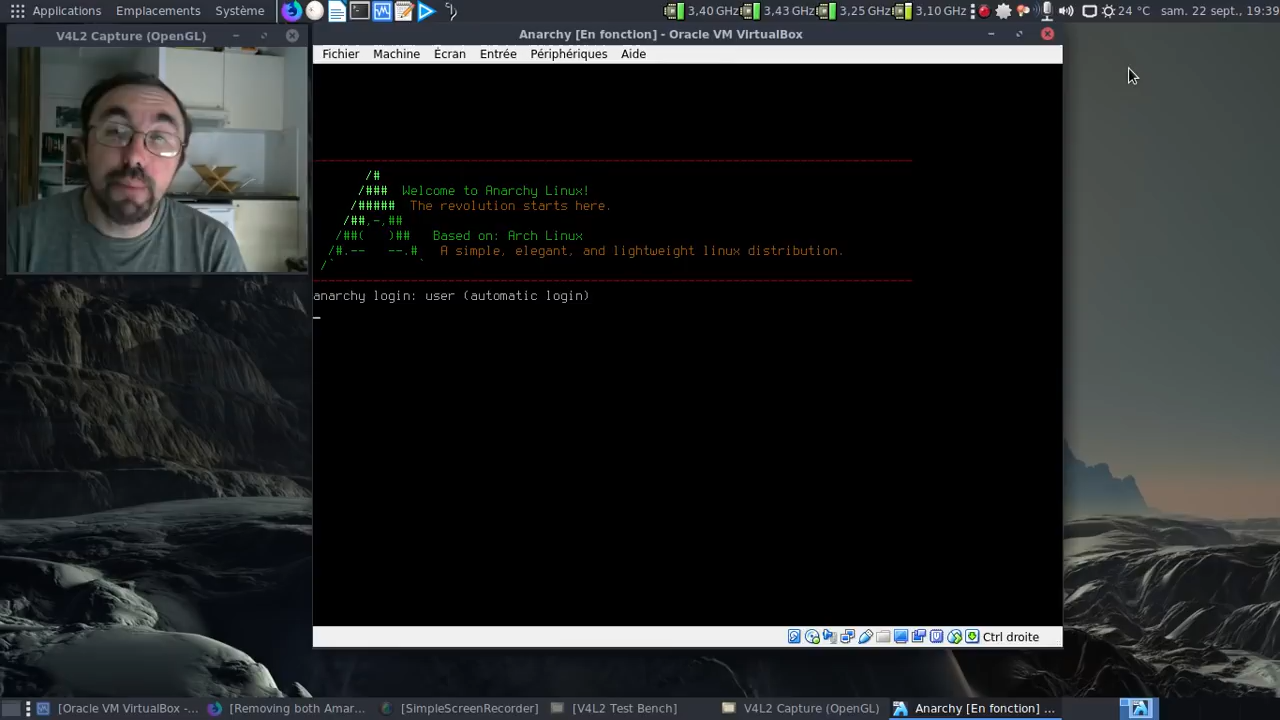 Applications Emplacements Système
3,40 GHz 3,43 GHz 3,25 GHz 3,10 GHz 24 °C sam. 22 sept., 19:39
V4L2 Capture (OpenGL)
Anarchy [En fonction] - Oracle VM VirtualBox
Fichier Machine Écran Entrée Périphériques Aide
/#
/### Welcome to Anarchy Linux!
/##### The revolution starts here.
/##,-,##
/##( )## Based on: Arch Linux
/#.-- --.# A simple, elegant, and lightweight linux distribution.
/` `
anarchy login: user (automatic login)
Ctrl droite
[Oracle VM VirtualBox -... [Removing both Amar... [SimpleScreenRecorder] [V4L2 Test Bench] V4L2 Capture (OpenGL) Anarchy [En fonction] ...